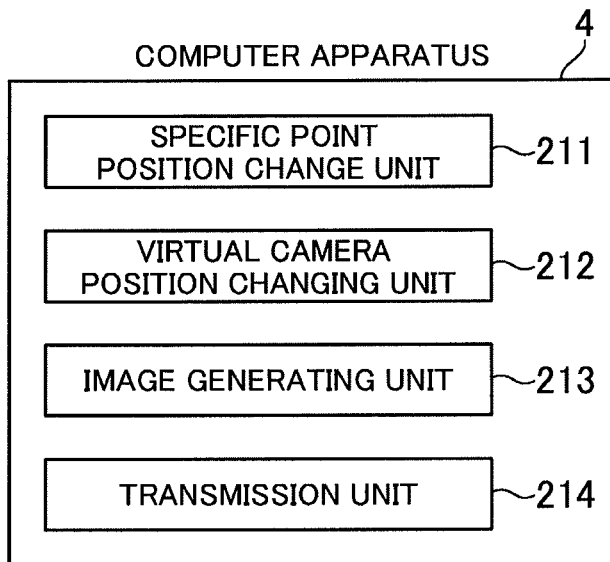 4
COMPUTER APPARATUS
SPECIFIC POINT
POSITION CHANGE UNIT
211
VIRTUAL CAMERA
POSITION CHANGING UNIT
212
IMAGE GENERATING UNIT
213
TRANSMISSION UNIT
214